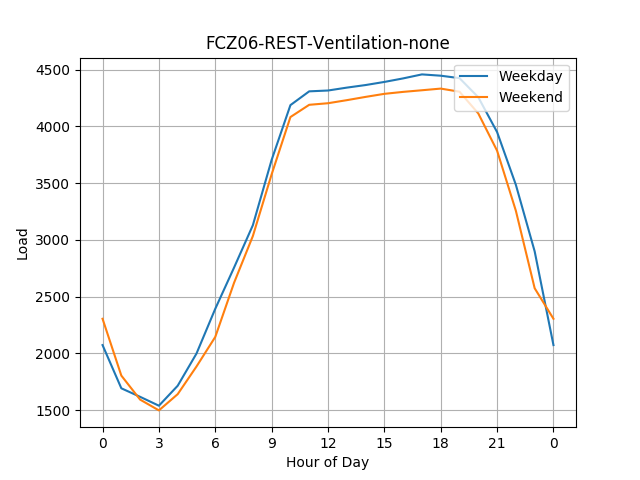 FCZ06-REST-Ventilation-none
Weekday
Weekend
Load
4500
4000
3500
3000
2500
2000
1500
0 3 6 9 12 15 18 21 0
Hour of Day